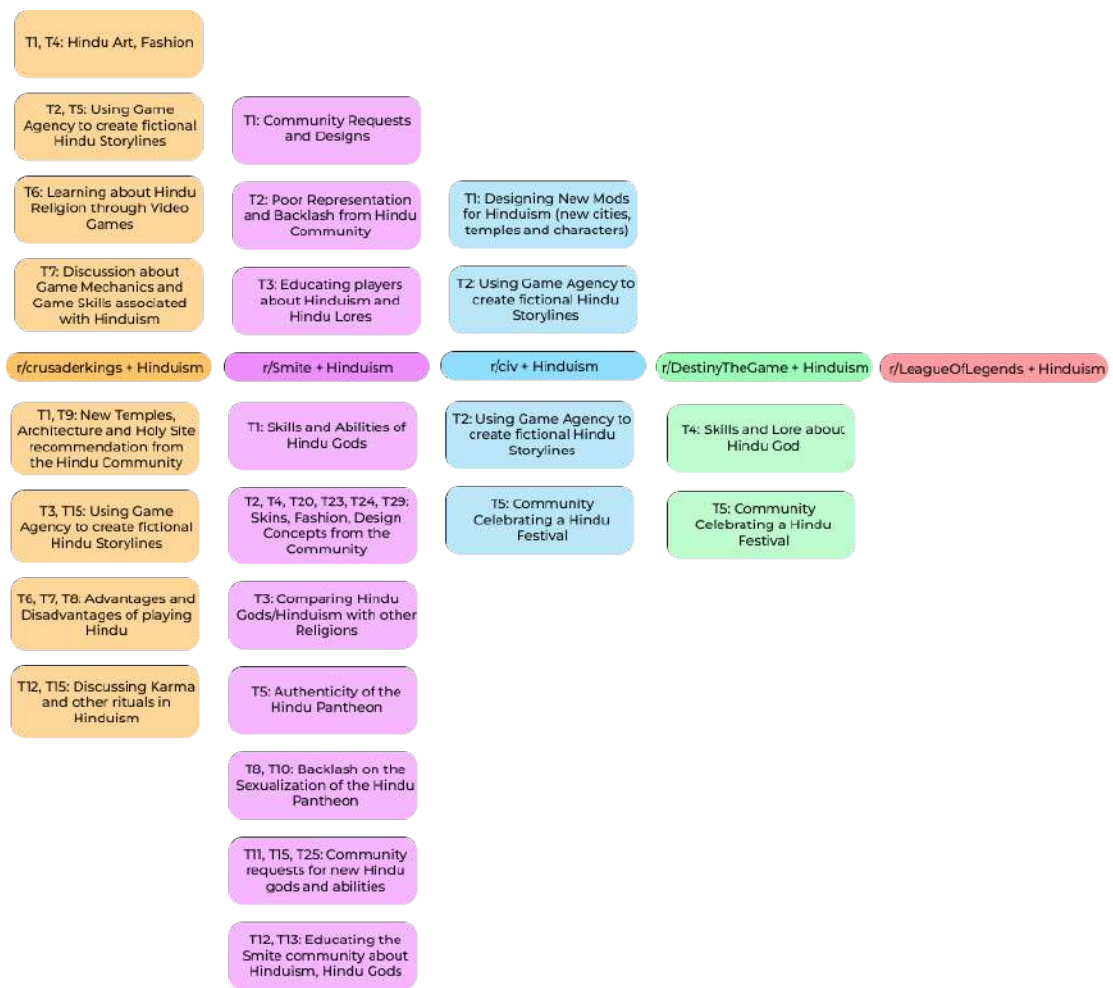 T1, T4: Hindu Art, Fashion
T2, T5: Using Game
Agency to create fictional
Hindu Storylines
T6: Learning about Hindu
Religion through Video
Games
T7: Discussion about
Game Mechanics and
Game Skills associated
with Hinduism
r/crusaderkings + Hinduism
T1, T9: New Temples,
Architecture and Holy Site
recommendation from
the Hindu Community
T3, T15: Using Game
Agency to create fictional
Hindu Storylines
T6, T7, T8: Advantages and
Disadvantages of playing
Hindu
T12, T15: Discussing Karma
and other rituals in
Hinduism
T1: Community Requests
and Designs
T2: Poor Representation
and Backlash from Hindu
Community
T3: Educating players
about Hinduism and
Hindu Lores
r/Smite + Hinduism
T1: Skills and Abilities of
Hindu Gods
T2, T4, T20, T23, T24, T29:
Skins, Fashion, Design
Concepts from the
Community
T3: Comparing Hindu
Gods/Hinduism with other
Religions
T5: Authenticity of the
Hindu Pantheon
T8, T10: Backlash on the
Sexualization of the Hindu
Pantheon
T11, T15, T25: Community
requests for new Hindu
gods and abilities
T12, T13: Educating the
Smite community about
Hinduism, Hindu Gods
T1: Designing New Mods
for Hinduism (new cities,
temples and characters)
T2: Using Game Agency to
create fictional Hindu
Storylines
r/civ + Hinduism
T2: Using Game Agency to
create fictional Hindu
Storylines
T5: Community
Celebrating a Hindu
Festival
r/DestinyTheGame + Hinduism
T4: Skills and Lore about
Hindu God
T5: Community
Celebrating a Hindu
Festival
r/LeagueOfLegends + Hinduism